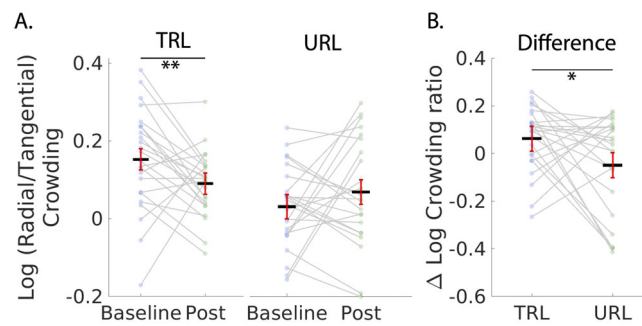 A.
TRL
**
URL
Log (Radial/Tangential)
Crowding
0.4
0.2
0
-0.2
Baseline Post
Baseline Post
B.
Difference
*
Δ Log Crowding ratio
0.4
0.2
0
-0.2
-0.4
-0.6
TRL URL